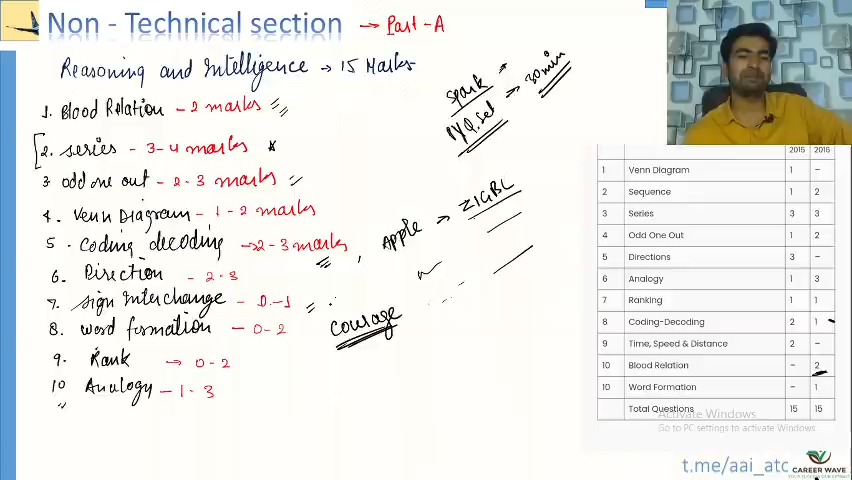 Non - Technical section → Part-A
Reasoning and Intelligence → 15 Marks
1. Blood Relation - 2 marks
2. series - 3-4 marks
3. odd one out - 2-3 marks
4. Venn Diagram - 1-2 marks
5. Coding decoding → 2-3 marks
6. Direction - 2-3
7. sign Interchange - 0-1
8. word formation - 0-2
9. Rank → 0-2
10 Analogy - 1-3
spark
PYQ set → 30 min
Apple → ZIGBL
Courage
2015 2016
1 Venn Diagram 1 –
2 Sequence 1 2
3 Series 3 3
4 Odd One Out 1 2
5 Directions 3 –
6 Analogy 1 3
7 Ranking 1 1
8 Coding-Decoding 2 1
9 Time, Speed & Distance 2 –
10 Blood Relation – 2
10 Word Formation – 1
Total Questions 15 15
Activate Windows
Go to PC settings to activate Windows.
t.me/aai_atc
CAREER WAVE